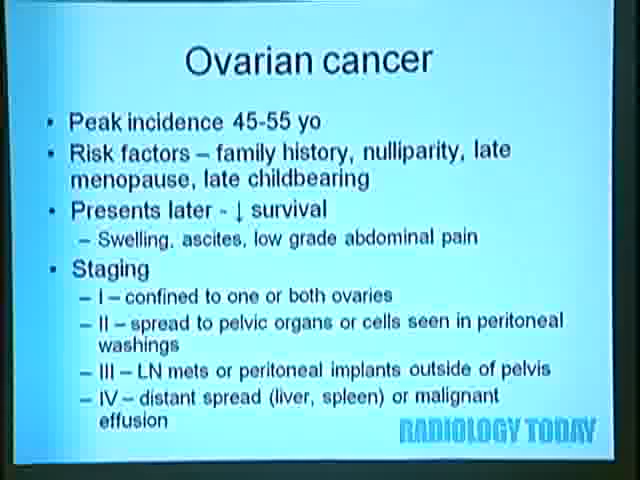 Ovarian cancer
• Peak incidence 45-55 yo
• Risk factors – family history, nulliparity, late
menopause, late childbearing
• Presents later - ↓ survival
– Swelling, ascites, low grade abdominal pain
• Staging
– I – confined to one or both ovaries
– II – spread to pelvic organs or cells seen in peritoneal
washings
– III – LN mets or peritoneal implants outside of pelvis
– IV – distant spread (liver, spleen) or malignant
effusion
RADIOLOGY TODAY